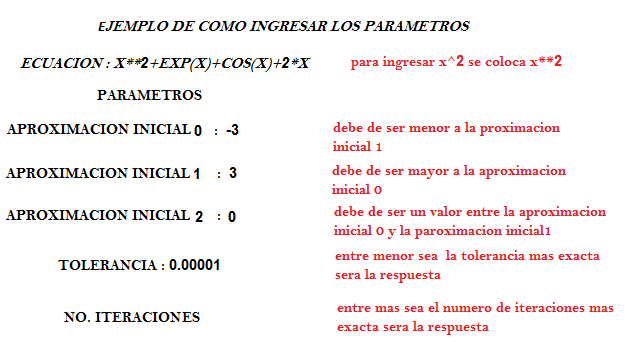 EJEMPLO DE COMO INGRESAR LOS PARAMETROS
ECUACION : X**2+EXP(X)+COS(X)+2*X
para ingresar x^2 se coloca x**2
PARAMETROS
APROXIMACION INICIAL 0 : -3
debe de ser menor a la proximacion
inicial 1
APROXIMACION INICIAL 1 : 3
debe de ser mayor a la aproximacion
inicial 0
APROXIMACION INICIAL 2 : 0
debe de ser un valor entre la aproximacion
inicial 0 y la paroximacion inicial1
TOLERANCIA : 0.00001
entre menor sea la tolerancia mas exacta
sera la respuesta
NO. ITERACIONES
entre mas sea el numero de iteraciones mas
exacta sera la respuesta